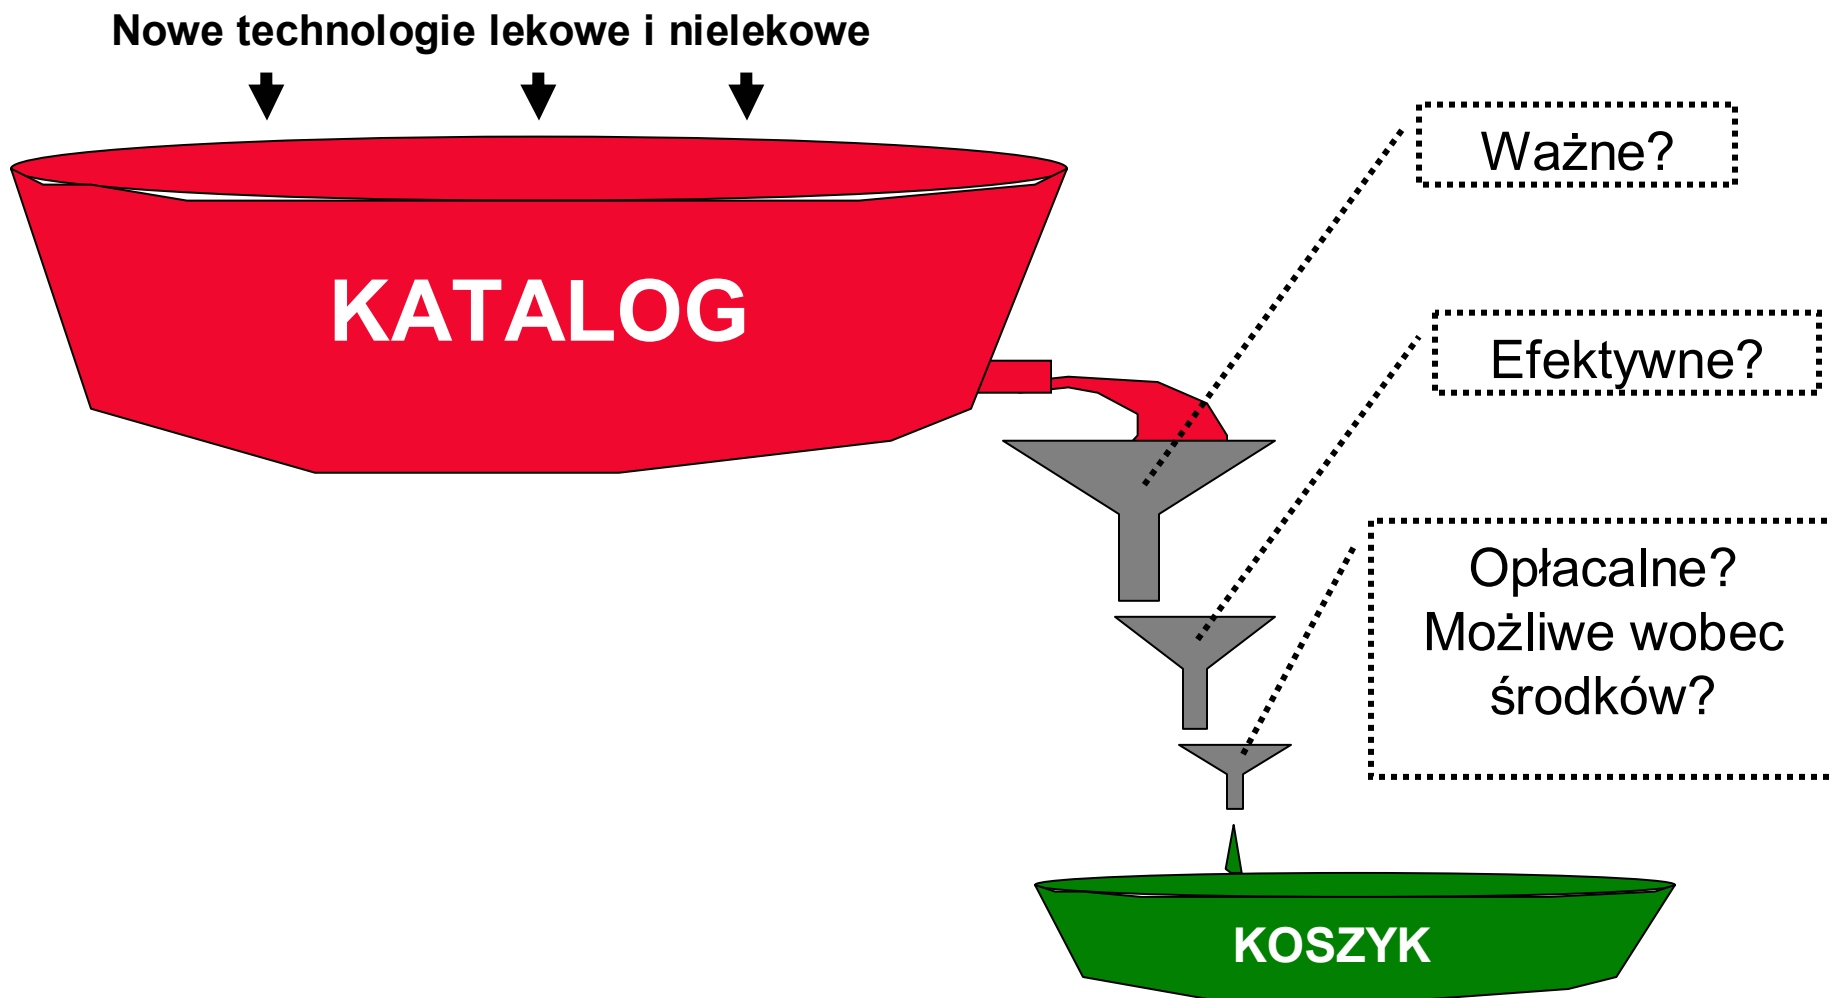 Nowe technologie lekowe i nielekowe
Ważne?
KATALOG
Efektywne?
Opłacalne?
Możliwe wobec
środków?
KOSZYK